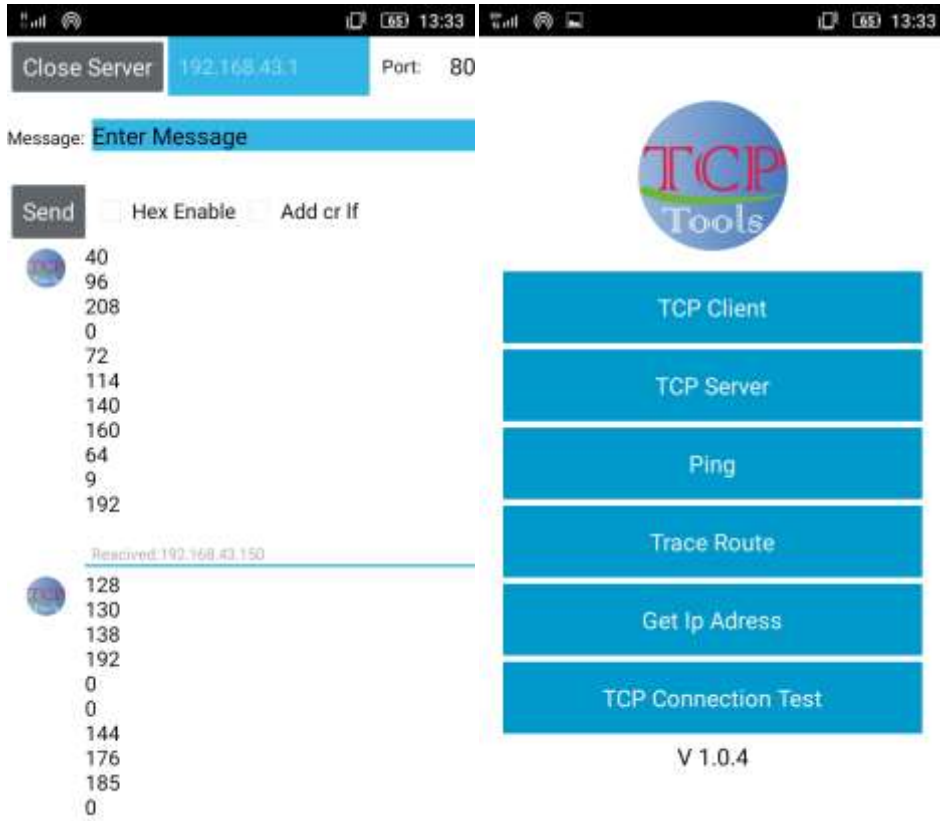 65 13:33
Close Server 192.168.43.1 Port: 80
Message: Enter Message
Send Hex Enable Add cr lf
40
96
208
0
72
114
140
160
64
9
192
Reacived:192.168.43.150
128
130
138
192
0
0
144
176
185
0
65 13:33
TCP
Tools
TCP Client
TCP Server
Ping
Trace Route
Get Ip Adress
TCP Connection Test
V 1.0.4